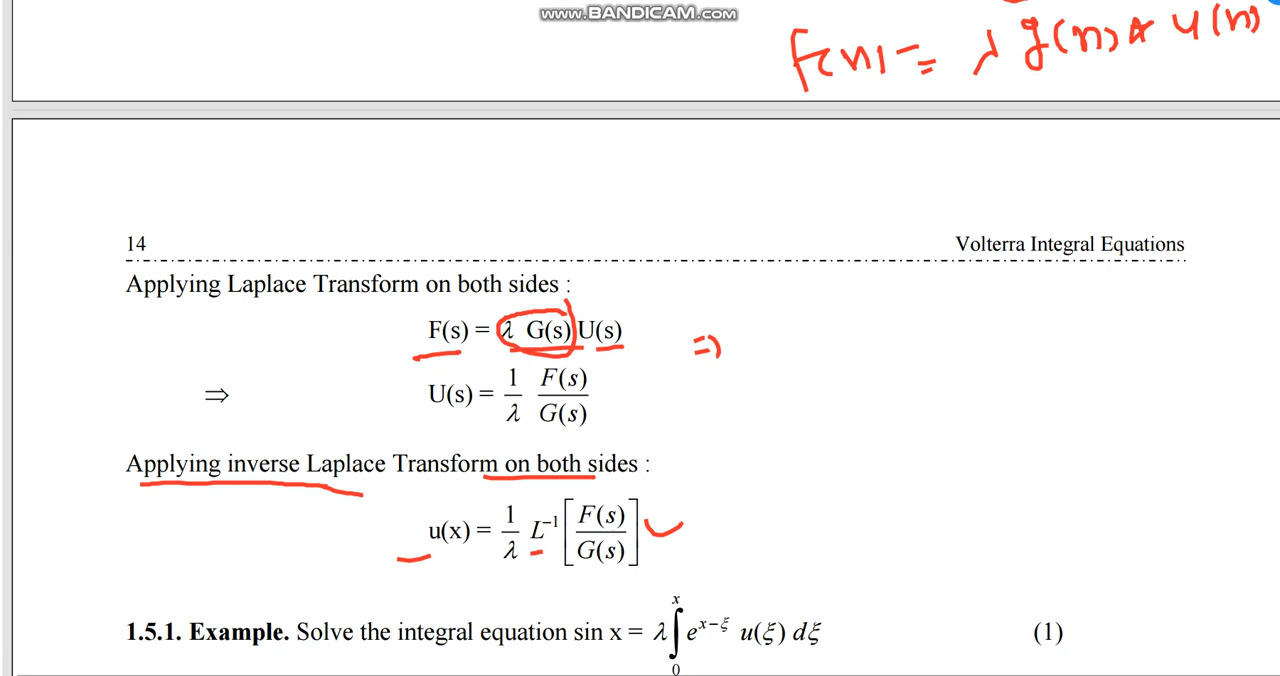 www.BANDICAM.com
F(n) = λ g(n) * u(n)
14 Volterra Integral Equations
Applying Laplace Transform on both sides :
F(s) = λ G(s) U(s) ⇒
⇒ U(s) = 1/λ F(s)/G(s)
Applying inverse Laplace Transform on both sides :
u(x) = 1/λ L⁻¹ [F(s)/G(s)]
1.5.1. Example. Solve the integral equation sin x = λ ∫₀ˣ e^(x−ξ) u(ξ) dξ (1)